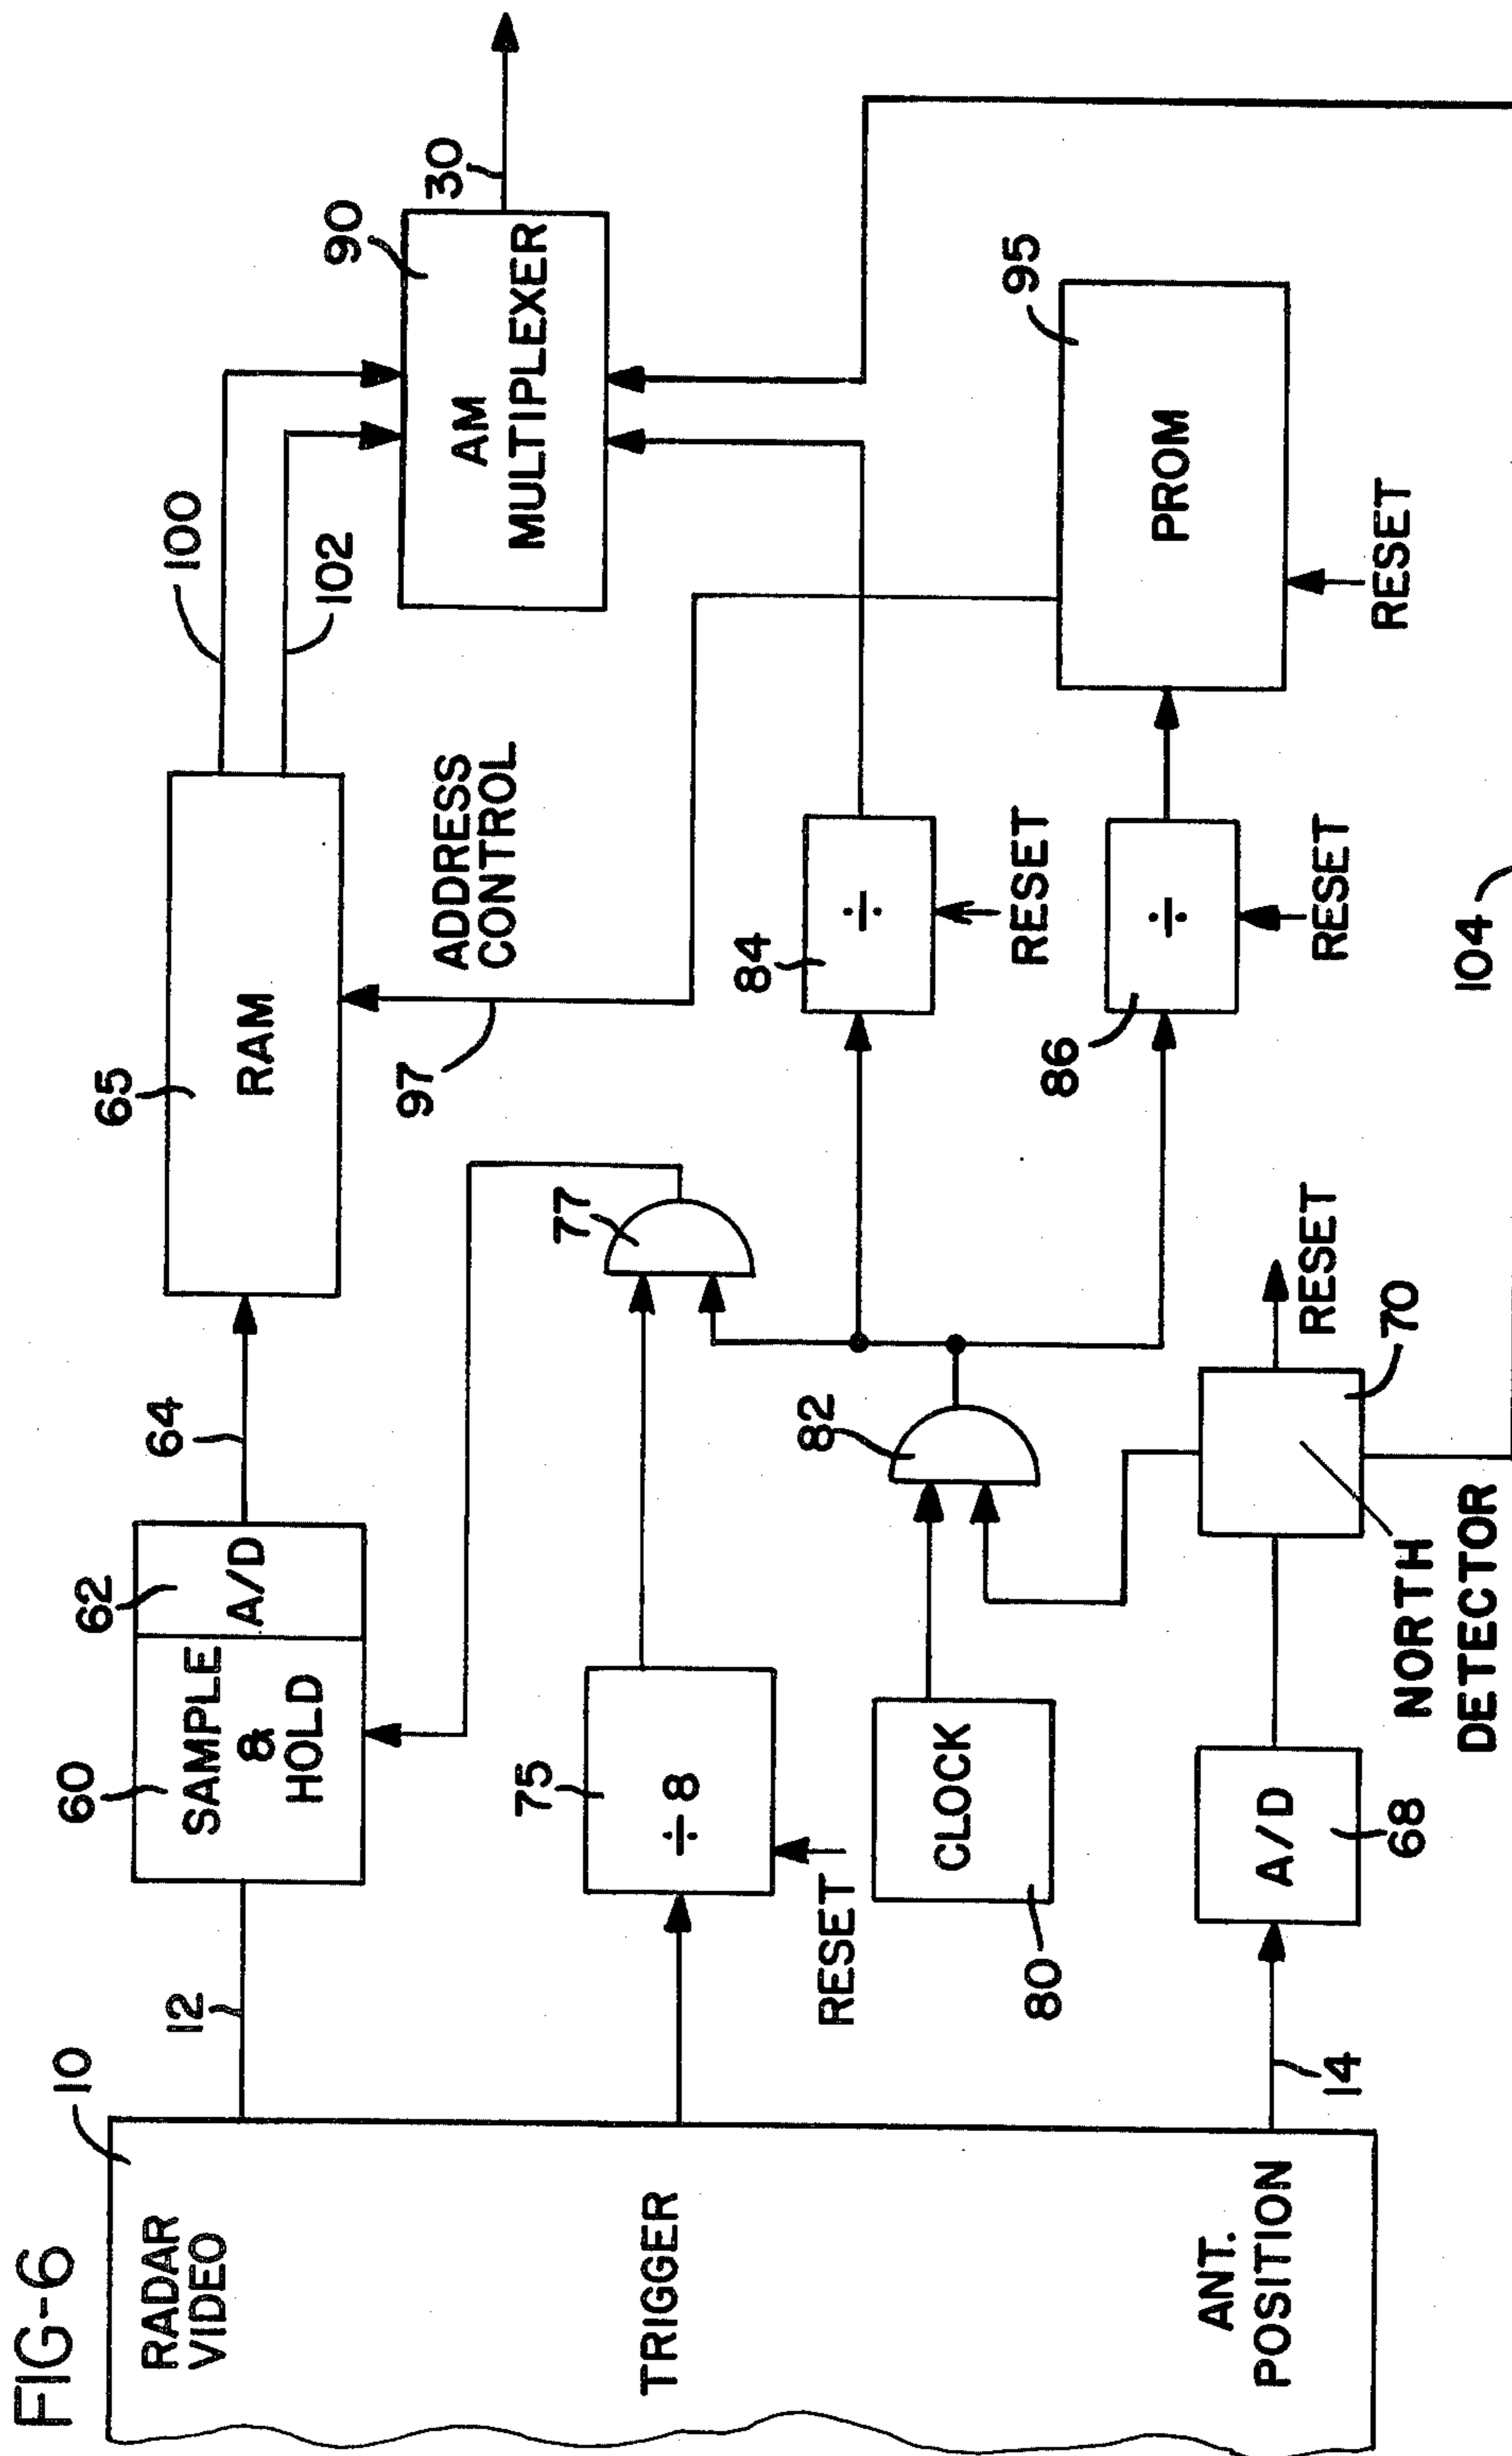 FIG-6
10
RADAR
VIDEO
TRIGGER
ANT.
POSITION
12
14
60
SAMPLE
&
HOLD
62
A/D
64
65
RAM
100
102
90
AM
MULTIPLEXER
30
75
÷8
RESET
77
97
ADDRESS
CONTROL
80
CLOCK
82
84
÷
RESET
86
÷
RESET
95
PROM
RESET
A/D
68
NORTH
DETECTOR
70
RESET
104